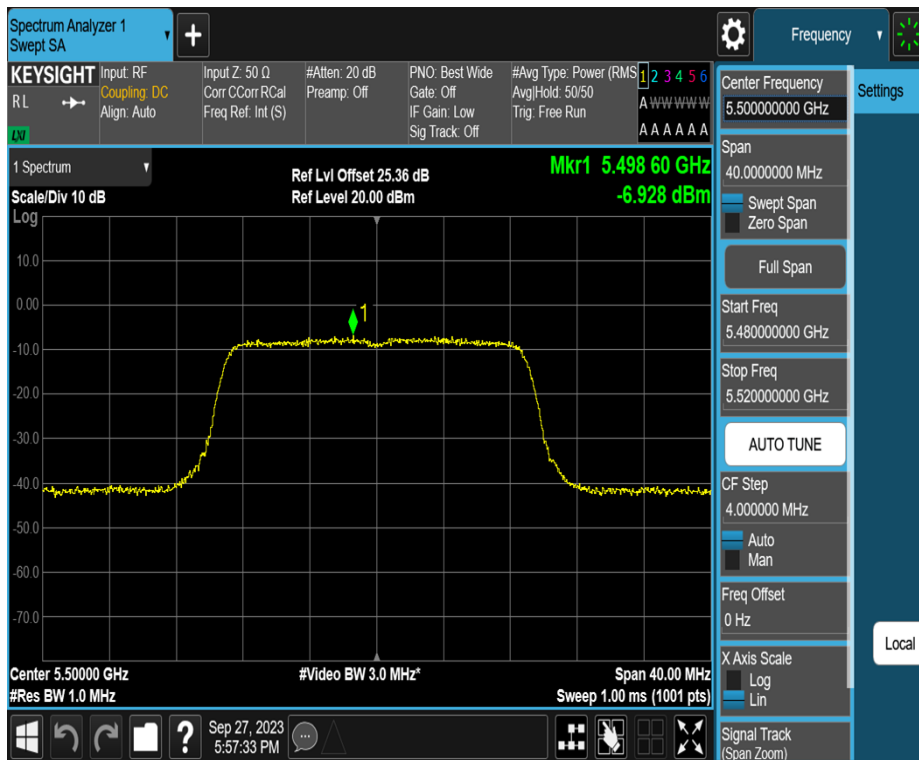 Spectrum Analyzer 1
Swept SA
+
Frequency
KEYSIGHT
RL
LXI
Input: RF
Coupling: DC
Align: Auto
Input Z: 50 Ω
Corr CCorr RCal
Freq Ref: Int (S)
#Atten: 20 dB
Preamp: Off
PNO: Best Wide
Gate: Off
IF Gain: Low
Sig Track: Off
#Avg Type: Power (RMS
Avg|Hold: 50/50
Trig: Free Run
1 2 3 4 5 6
A W W W W W
A A A A A A
1 Spectrum
Scale/Div 10 dB
Log
Ref Lvl Offset 25.36 dB
Ref Level 20.00 dBm
Mkr1 5.498 60 GHz
-6.928 dBm
1
10.0
0.00
-10.0
-20.0
-30.0
-40.0
-50.0
-60.0
-70.0
Center 5.50000 GHz
#Res BW 1.0 MHz
#Video BW 3.0 MHz*
Span 40.00 MHz
Sweep 1.00 ms (1001 pts)
Center Frequency
5.500000000 GHz
Span
40.0000000 MHz
Swept Span
Zero Span
Full Span
Start Freq
5.480000000 GHz
Stop Freq
5.520000000 GHz
AUTO TUNE
CF Step
4.000000 MHz
Auto
Man
Freq Offset
0 Hz
X Axis Scale
Log
Lin
Signal Track
(Span Zoom)
Settings
Local
?
Sep 27, 2023
5:57:33 PM